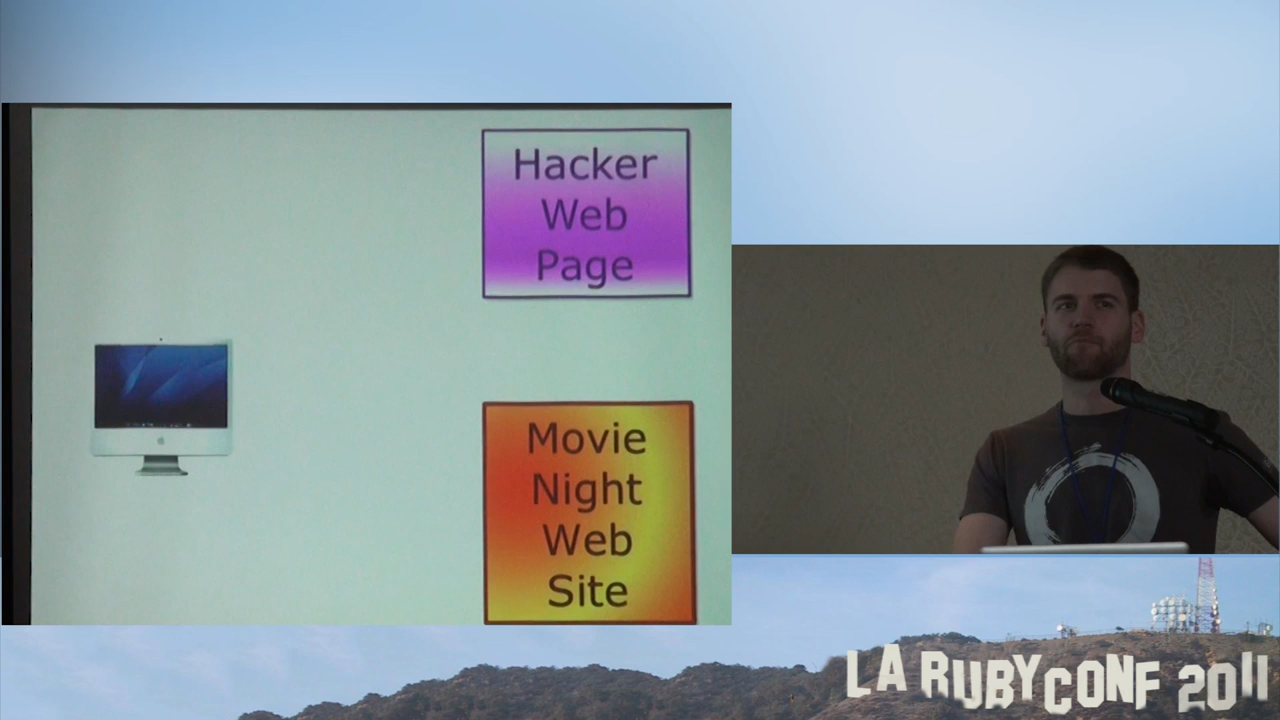 Hacker
Web
Page
Movie
Night
Web
Site
LA RUBYCONF 2011